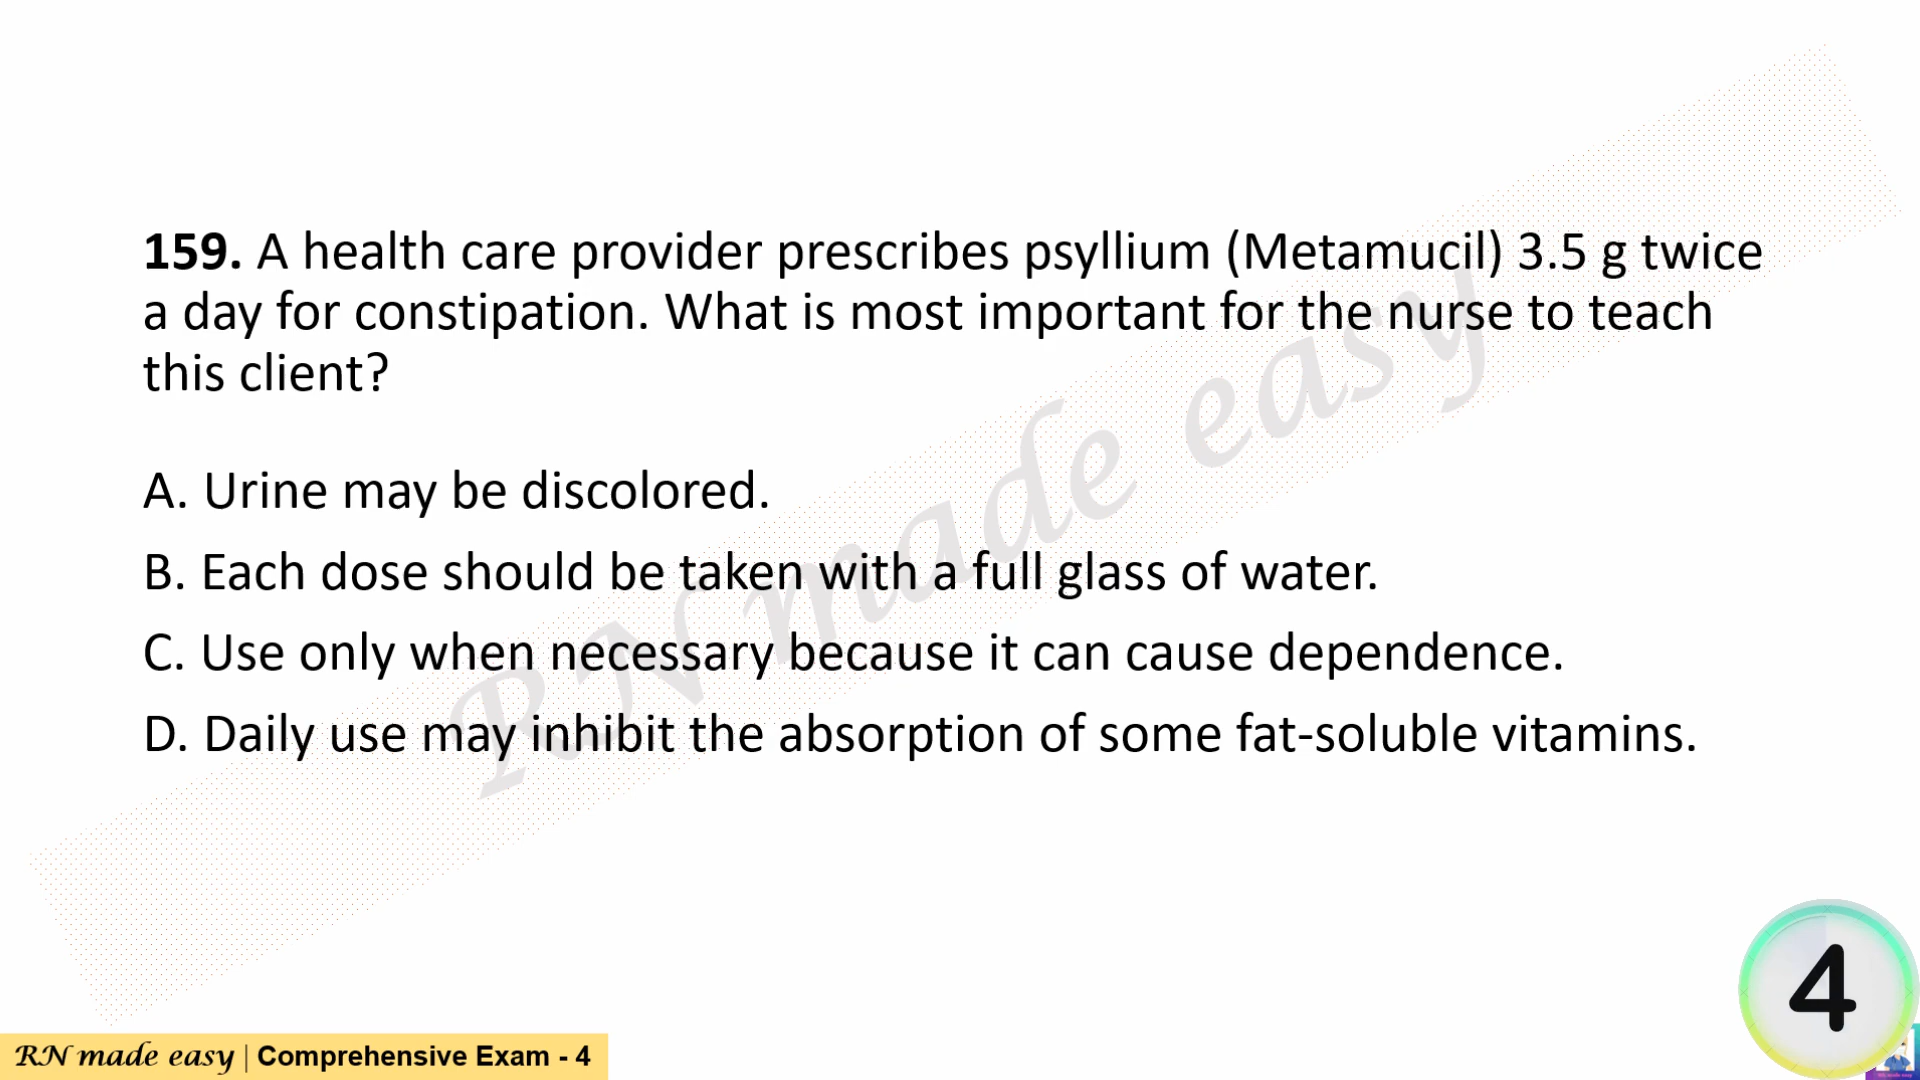 159. A health care provider prescribes psyllium (Metamucil) 3.5 g twice
a day for constipation. What is most important for the nurse to teach
this client?
A. Urine may be discolored.
B. Each dose should be taken with a full glass of water.
C. Use only when necessary because it can cause dependence.
D. Daily use may inhibit the absorption of some fat-soluble vitamins.
RN made easy
4
RN made easy | Comprehensive Exam - 4